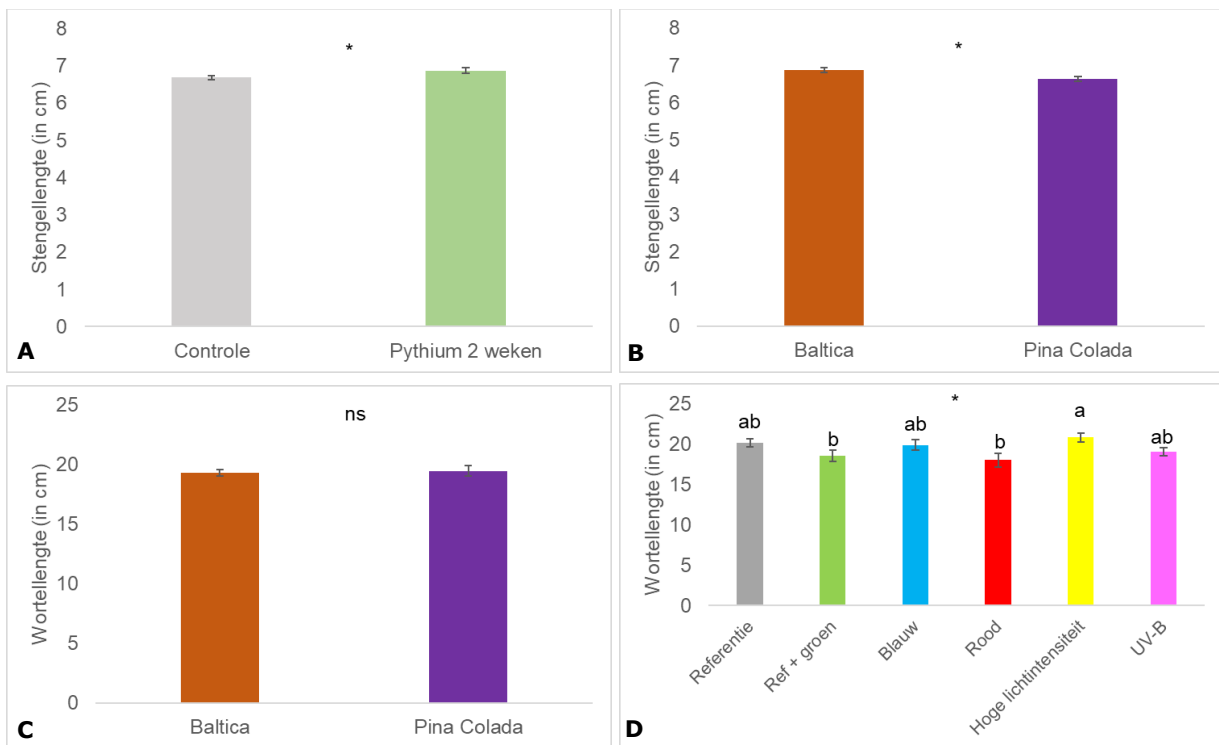 Stengellengte (in cm)
8
7
6
5
4
3
2
1
0
*
Controle
Pythium 2 weken
A
Stengellengte (in cm)
8
7
6
5
4
3
2
1
0
*
Baltica
Pina Colada
B
Wortellengte (in cm)
25
20
15
10
5
0
ns
Baltica
Pina Colada
C
Wortellengte (in cm)
25
20
15
10
5
0
*
ab
b
ab
b
a
ab
Referentie
Ref + groen
Blauw
Rood
Hoge lichtintensiteit
UV-B
D